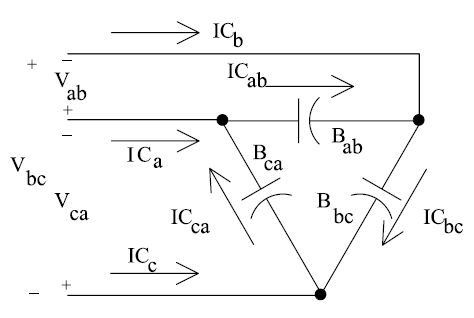 IC_b
+ −
V_ab
IC_ab
+
−
B_ab
IC_a
B_ca
V_bc
V_ca
B_bc
IC_ca
IC_bc
IC_c
− +